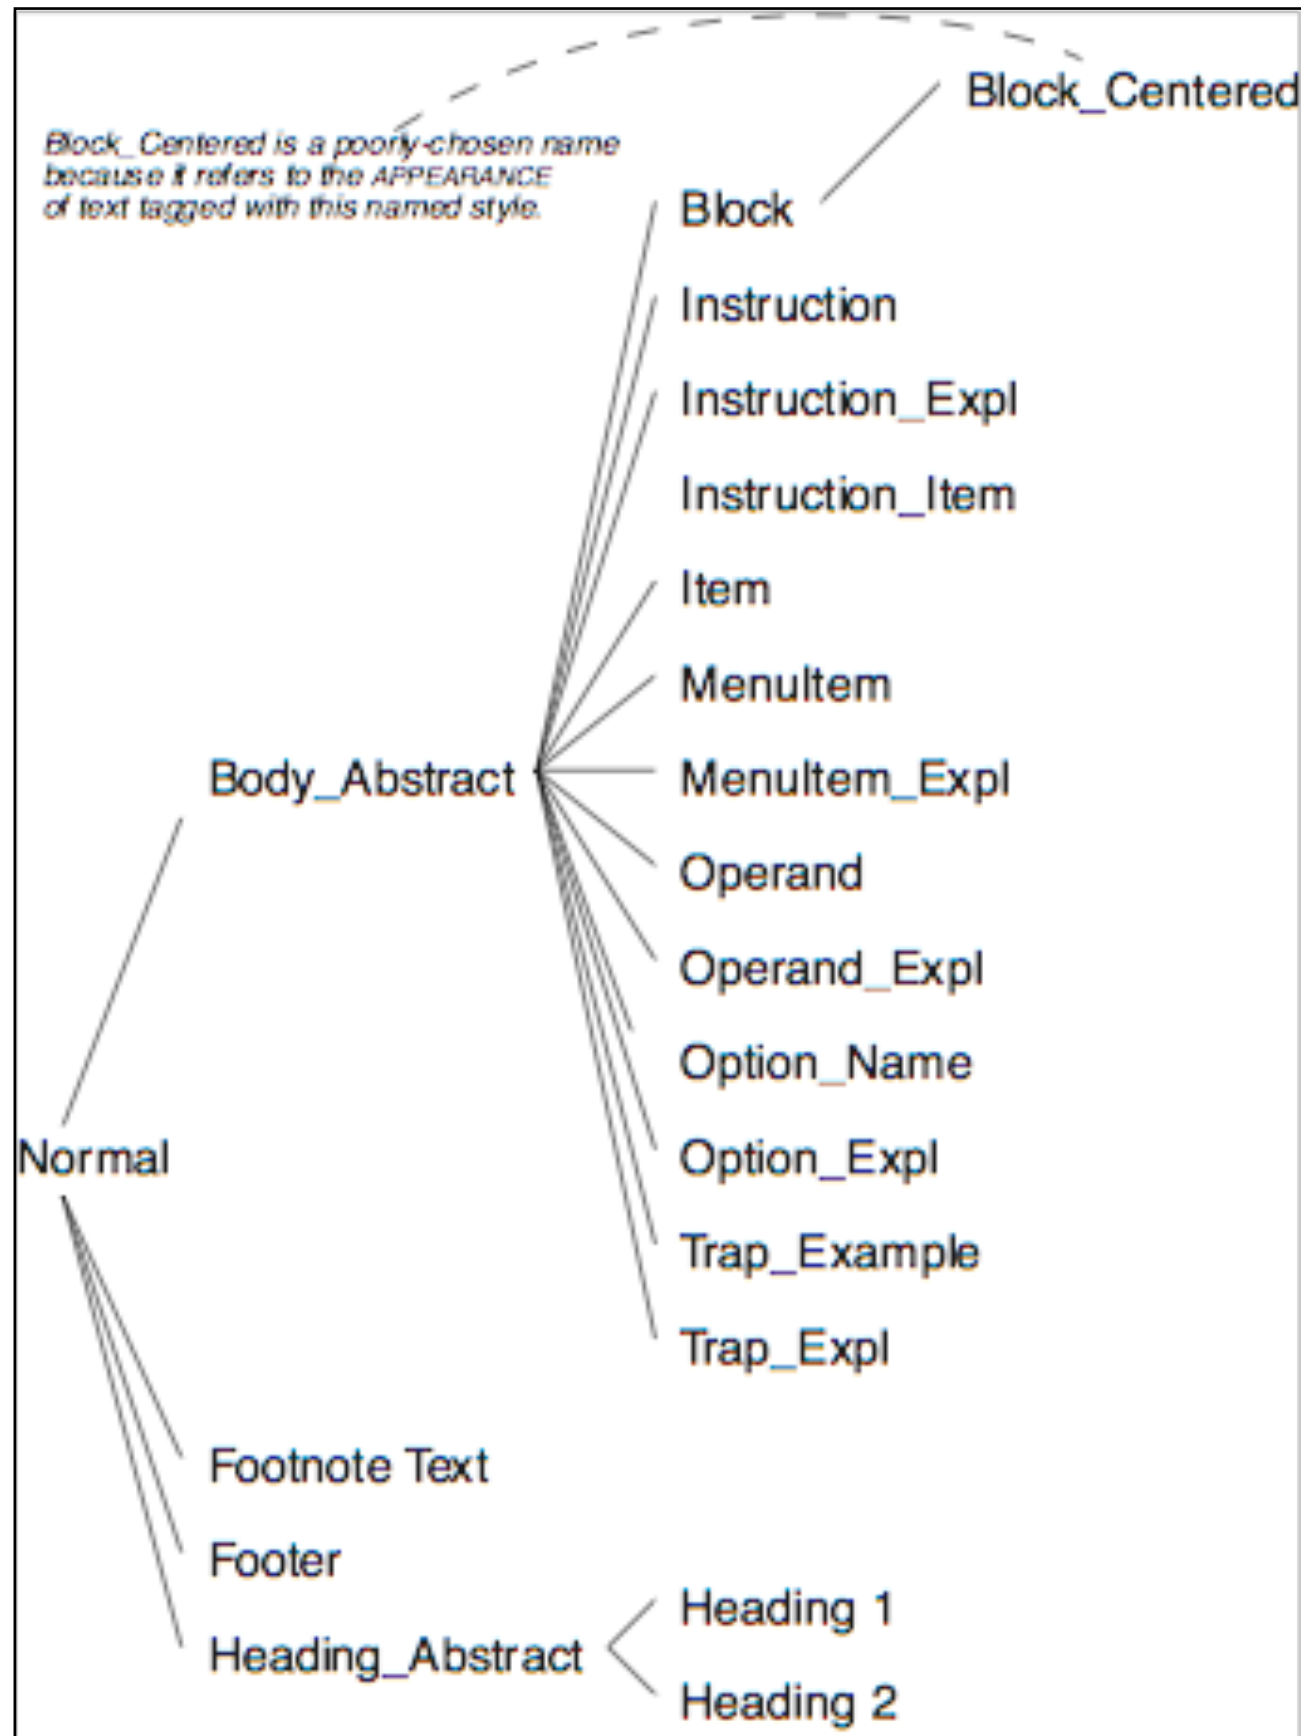 Block_Centered
Block_Centered is a poorly-chosen name
because it refers to the APPEARANCE
of text tagged with this named style.
Block
Instruction
Instruction_Expl
Instruction_Item
Item
MenuItem
Body_Abstract
MenuItem_Expl
Operand
Operand_Expl
Option_Name
Normal
Option_Expl
Trap_Example
Trap_Expl
Footnote Text
Footer
Heading 1
Heading_Abstract
Heading 2